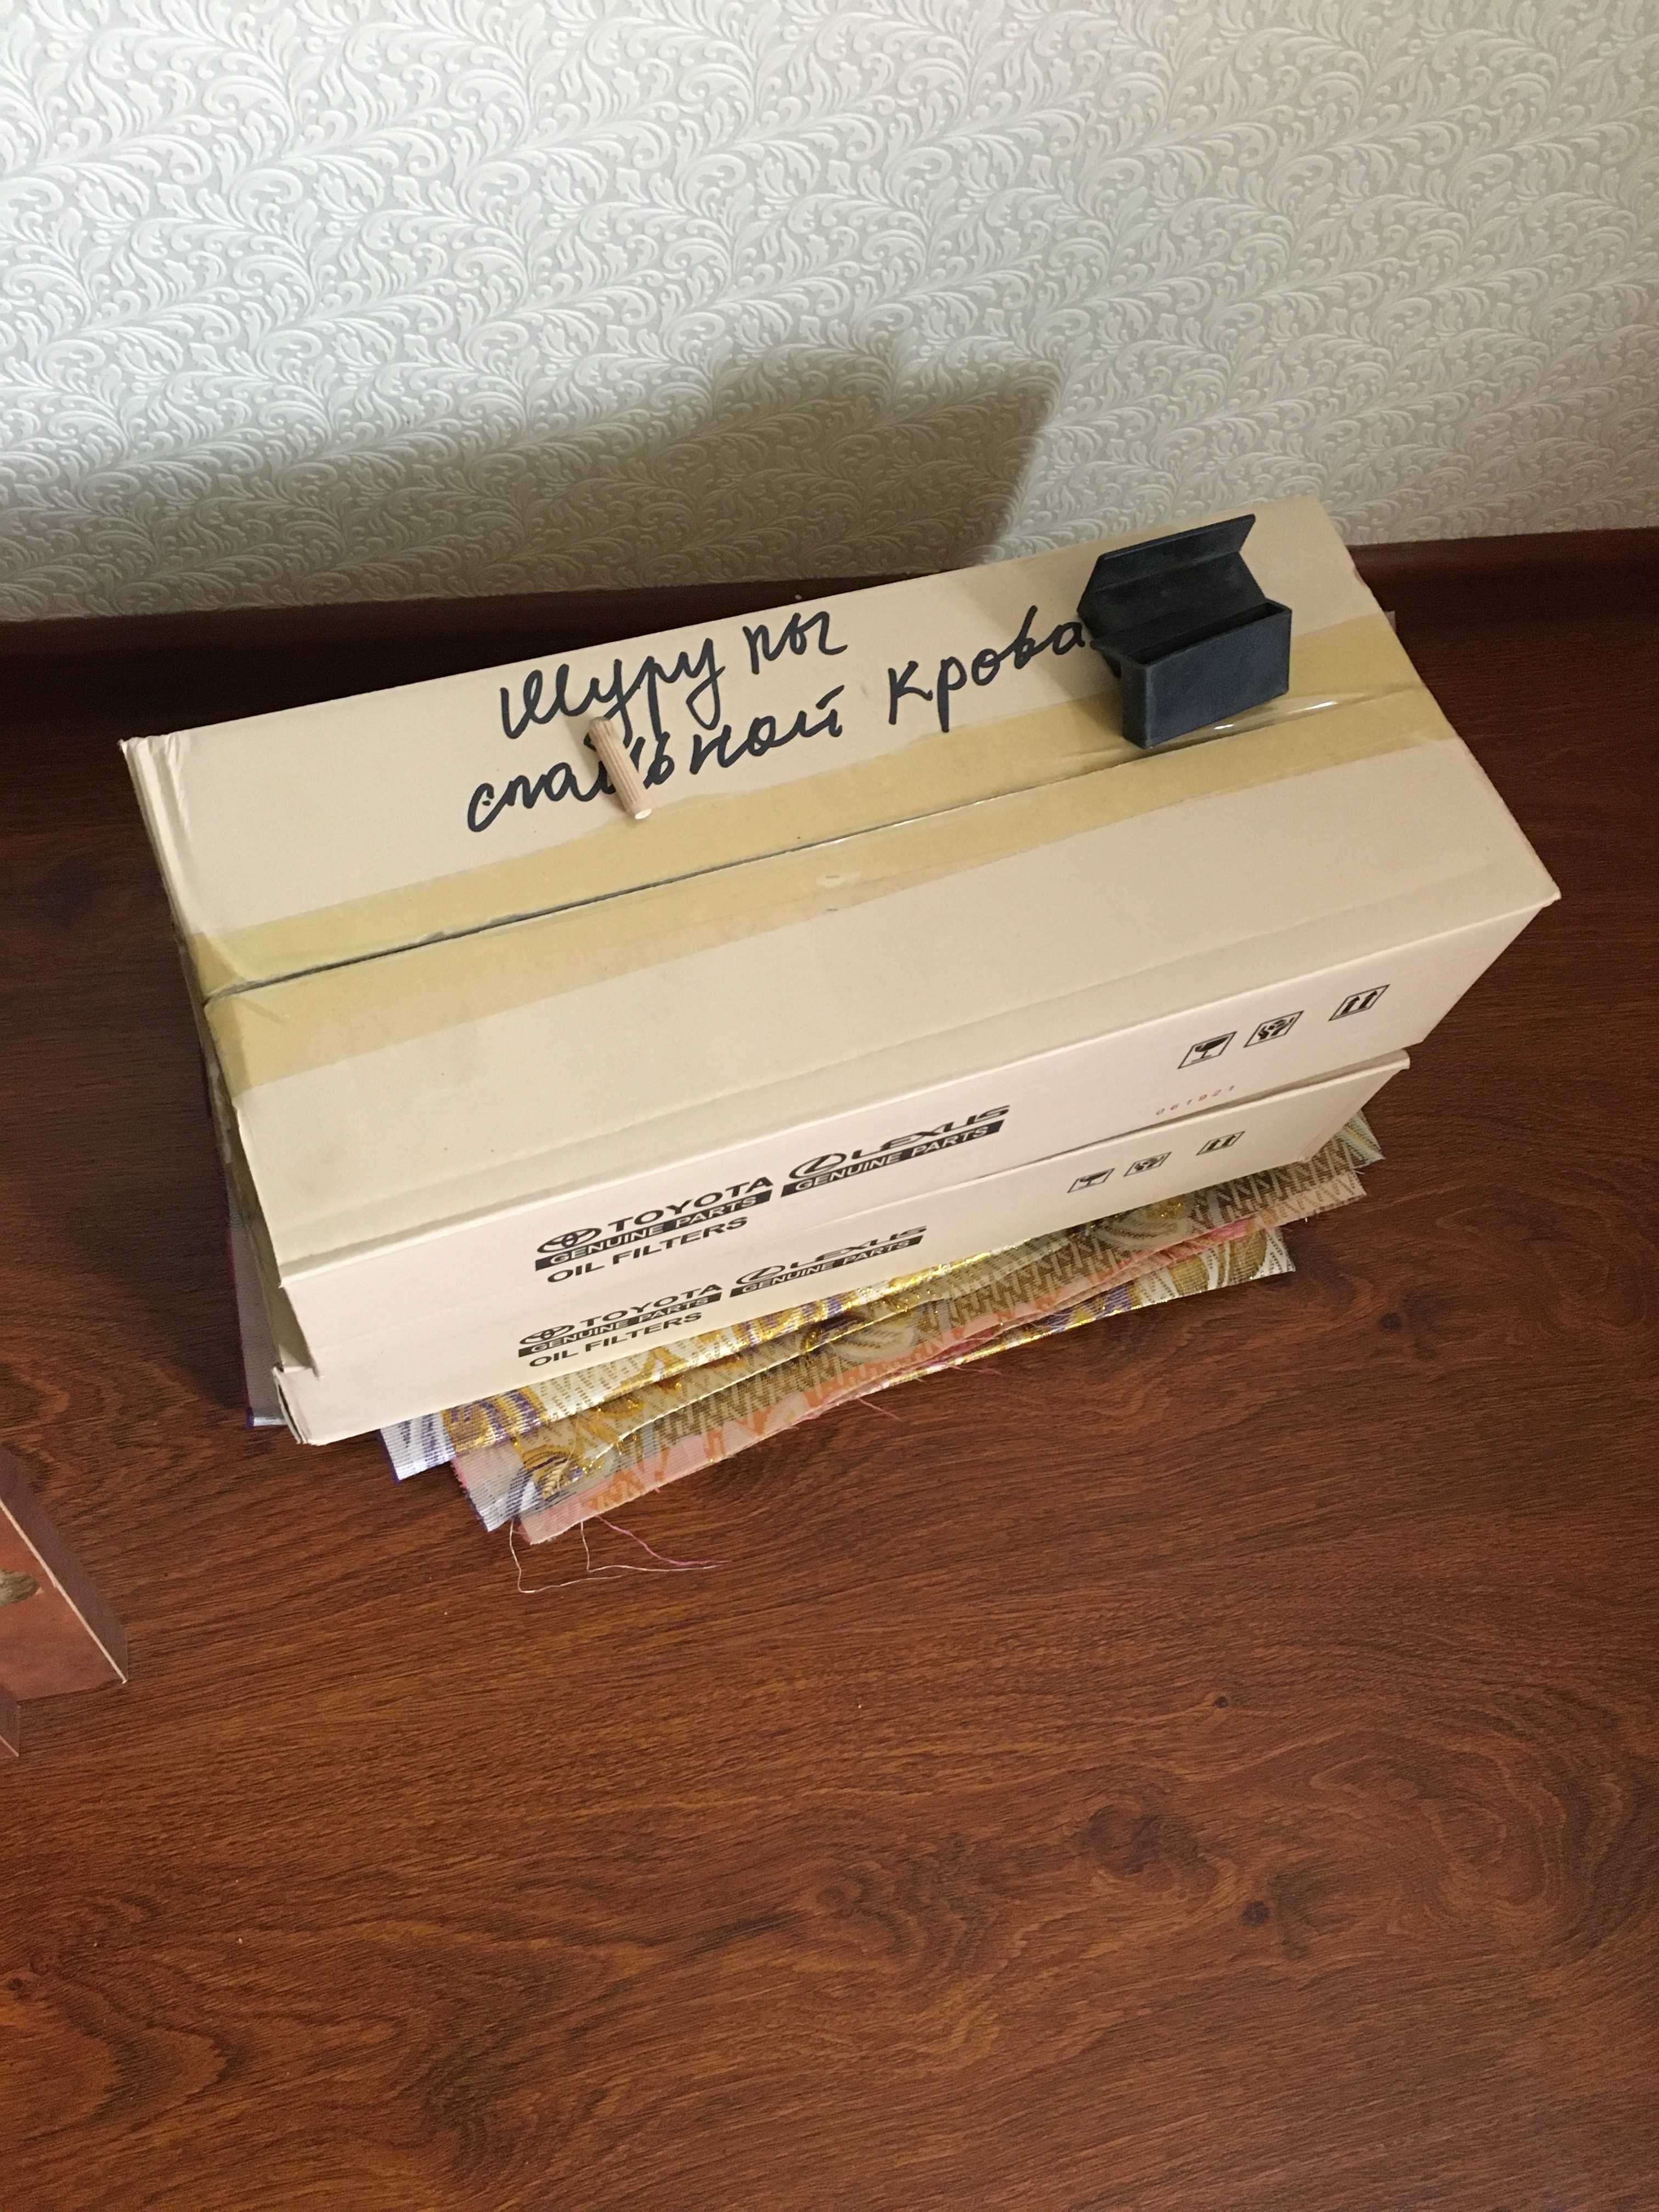 Шурупы
спальной крова
TOYOTA LEXUS
GENUINE PARTS GENUINE PARTS
OIL FILTERS
061921
TOYOTA LEXUS
GENUINE PARTS GENUINE PARTS
OIL FILTERS